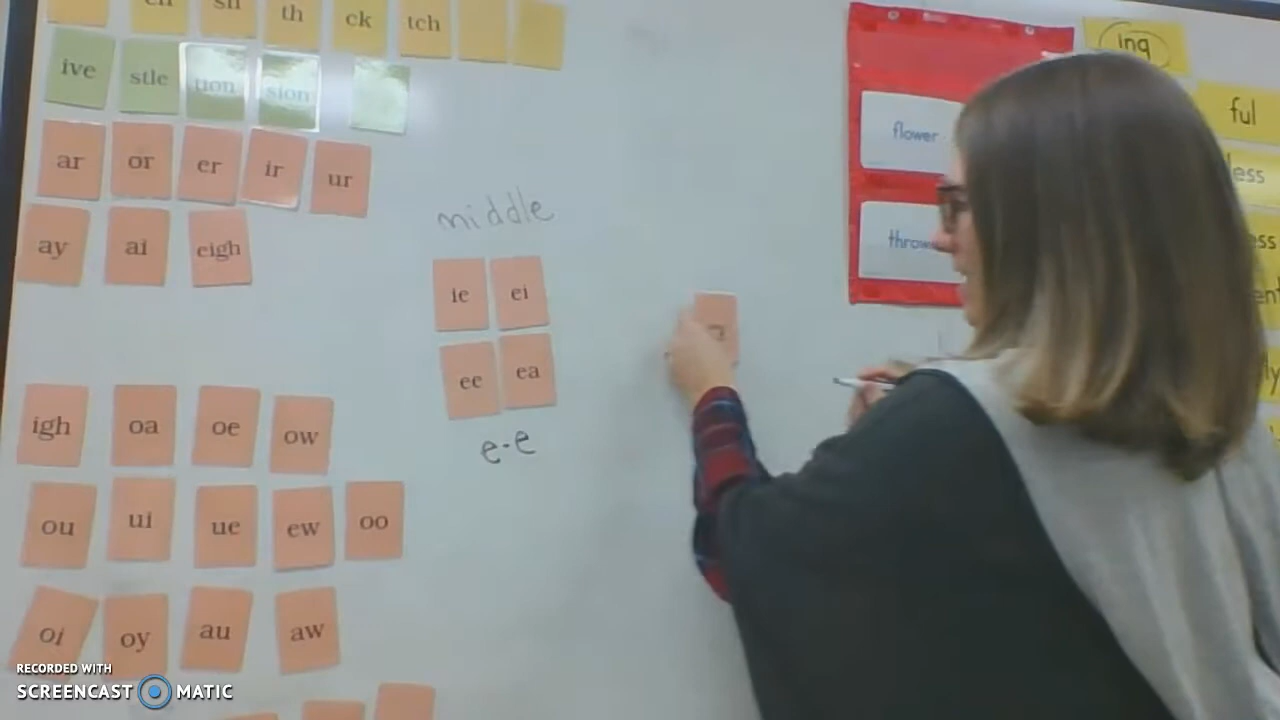 sh th ck tch
ive stle tion sion
ar or er ir ur
ay ai eigh
middle
ie ei
ee ea
e-e
igh oa oe ow
ou ui ue ew oo
oi oy au aw
flower
ing
ful
less
RECORDED WITH
SCREENCAST MATIC